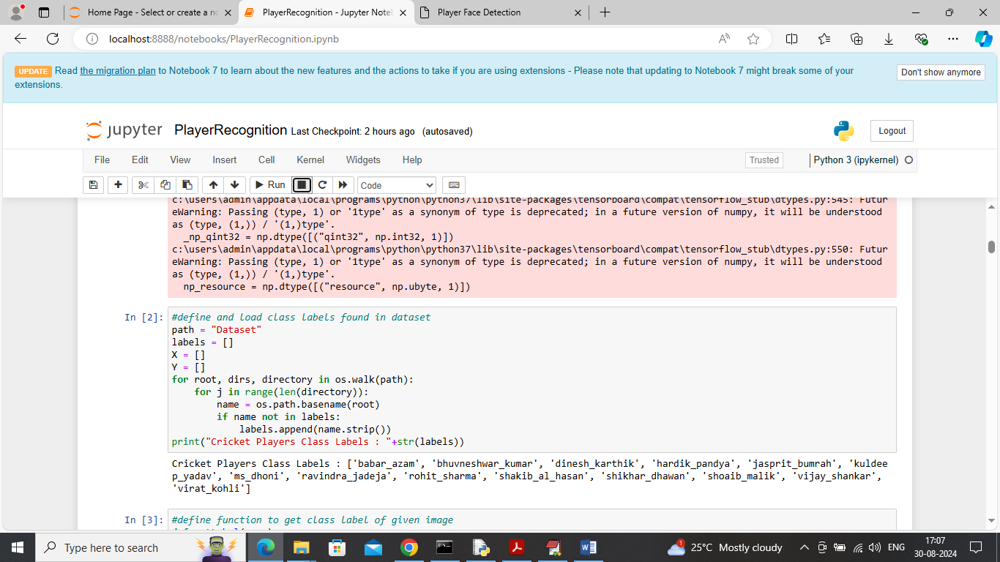 Home Page - Select or create a no
PlayerRecognition - Jupyter Note
Player Face Detection
localhost:8888/notebooks/PlayerRecognition.ipynb
UPDATE Read the migration plan to Notebook 7 to learn about the new features and the actions to take if you are using extensions - Please note that updating to Notebook 7 might break some of your
extensions.
Don't show anymore
jupyter PlayerRecognition Last Checkpoint: 2 hours ago (autosaved)
Logout
File Edit View Insert Cell Kernel Widgets Help
Trusted
Python 3 (ipykernel)
Run
Code
c:\users\admin\appdata\local\programs\python\python37\lib\site-packages\tensorboard\compat\tensorflow_stub\dtypes.py:545: Futur
eWarning: Passing (type, 1) or '1type' as a synonym of type is deprecated; in a future version of numpy, it will be understood
as (type, (1,)) / '(1,)type'.
_np_qint32 = np.dtype([("qint32", np.int32, 1)])
c:\users\admin\appdata\local\programs\python\python37\lib\site-packages\tensorboard\compat\tensorflow_stub\dtypes.py:550: Futur
eWarning: Passing (type, 1) or '1type' as a synonym of type is deprecated; in a future version of numpy, it will be understood
as (type, (1,)) / '(1,)type'.
np_resource = np.dtype([("resource", np.ubyte, 1)])
In [2]: #define and load class labels found in dataset
path = "Dataset"
labels = []
X = []
Y = []
for root, dirs, directory in os.walk(path):
for j in range(len(directory)):
name = os.path.basename(root)
if name not in labels:
labels.append(name.strip())
print("Cricket Players Class Labels : "+str(labels))
Cricket Players Class Labels : ['babar_azam', 'bhuvneshwar_kumar', 'dinesh_karthik', 'hardik_pandya', 'jasprit_bumrah', 'kuldee
p_yadav', 'ms_dhoni', 'ravindra_jadeja', 'rohit_sharma', 'shakib_al_hasan', 'shikhar_dhawan', 'shoaib_malik', 'vijay_shankar',
'virat_kohli']
In [3]: #define function to get class label of given image
Type here to search
1
25°C Mostly cloudy
ENG
17:07
30-08-2024